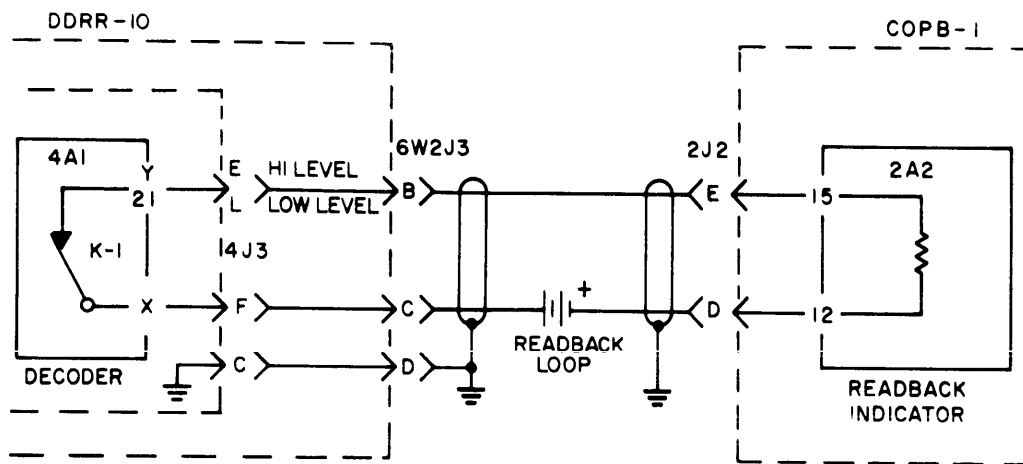 DDRR-10
COPB-1
6W2J3
2J2
4A1
Y
21
E
HI LEVEL
B
E
15
2A2
L
LOW LEVEL
K-1
4J3
X
F
C
+
D
12
READBACK
LOOP
C
D
DECODER
READBACK
INDICATOR